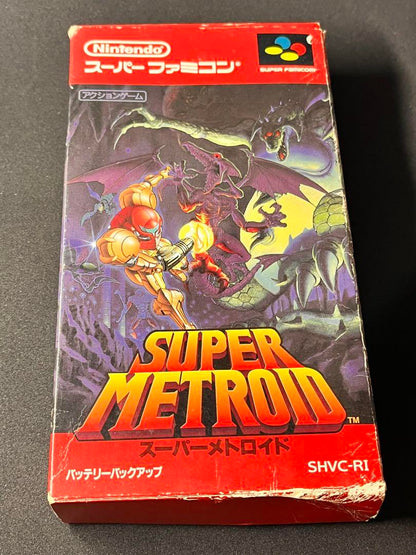 Nintendo
スーパーファミコン®
SUPER FAMICOM
アクションゲーム
SUPER
METROID™
スーパーメトロイド
バッテリーバックアップ
SHVC-RI